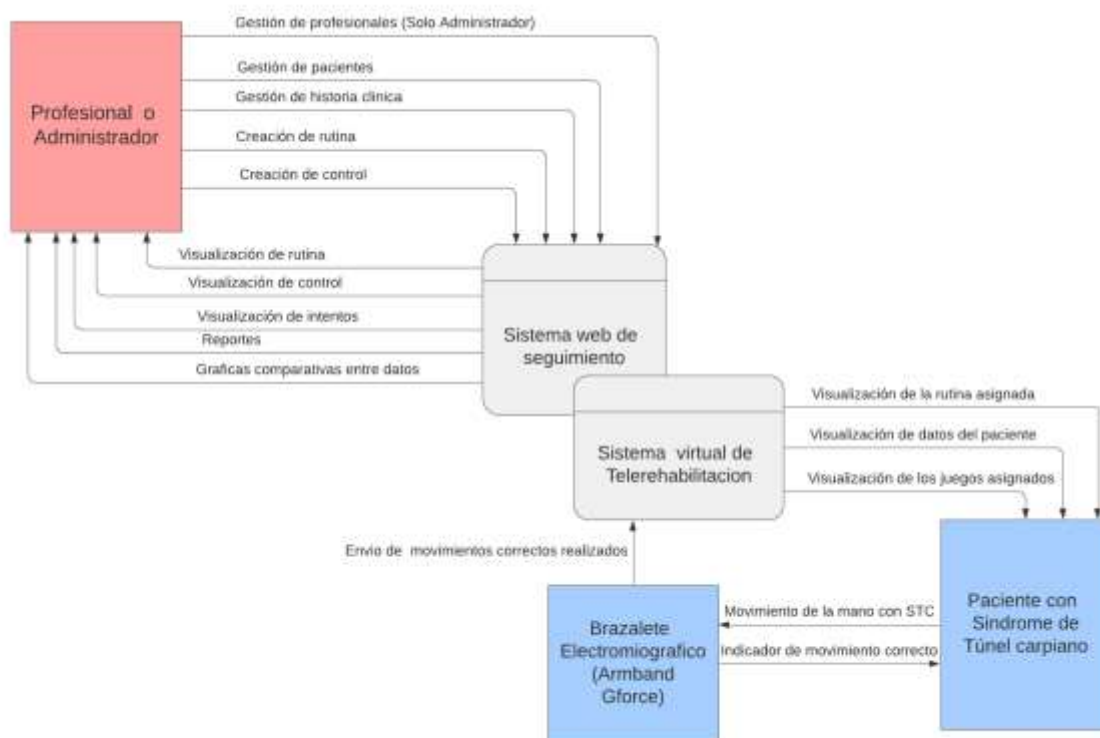 Gestión de profesionales (Solo Administrador)
Gestión de pacientes
Gestión de historia clinica
Creación de rutina
Creación de control
Profesional o
Administrador
Visualización de rutina
Visualización de control
Visualización de intentos
Reportes
Graficas comparativas entre datos
Sistema web de
seguimiento
Sistema virtual de
Telerehabilitacion
Visualización de la rutina asignada
Visualización de datos del paciente
Visualización de los juegos asignados
Envio de movimientos correctos realizados
Brazalete
Electromiografico
(Armband
Gforce)
Movimiento de la mano con STC
Indicador de movimiento correcto
Paciente con
Sindrome de
Túnel carpiano